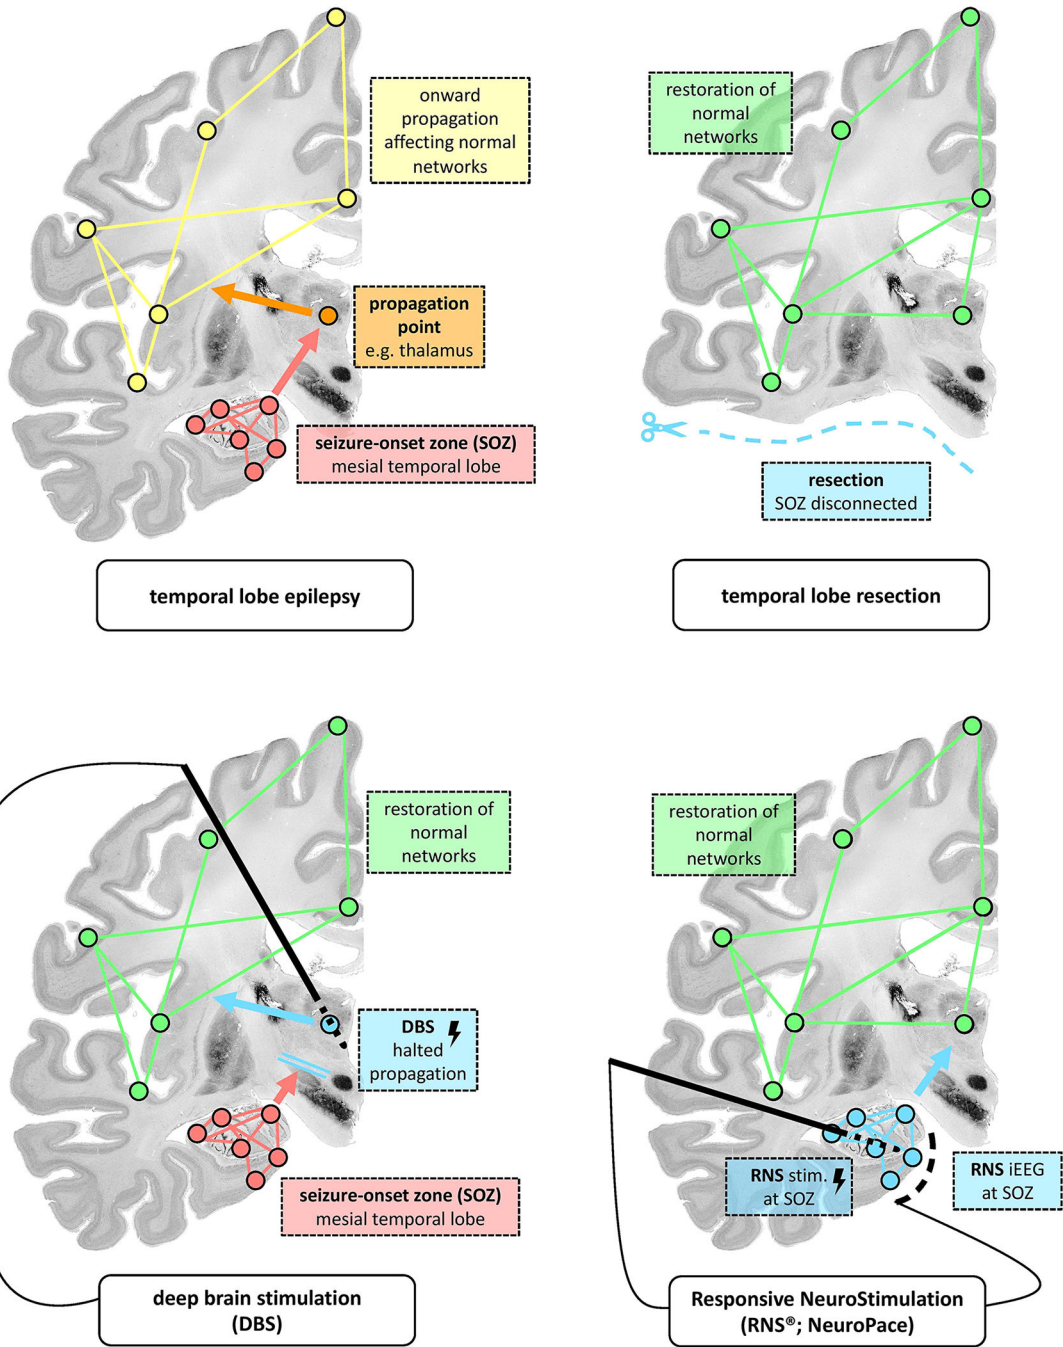 onward
propagation
affecting normal
networks
propagation
point
e.g. thalamus
seizure-onset zone (SOZ)
mesial temporal lobe
temporal lobe epilepsy
restoration of
normal
networks
resection
SOZ disconnected
temporal lobe resection
restoration of
normal
networks
DBS
halted
propagation
seizure-onset zone (SOZ)
mesial temporal lobe
deep brain stimulation
(DBS)
restoration of
normal
networks
RNS stim.
at SOZ
RNS iEEG
at SOZ
Responsive NeuroStimulation
(RNS®; NeuroPace)